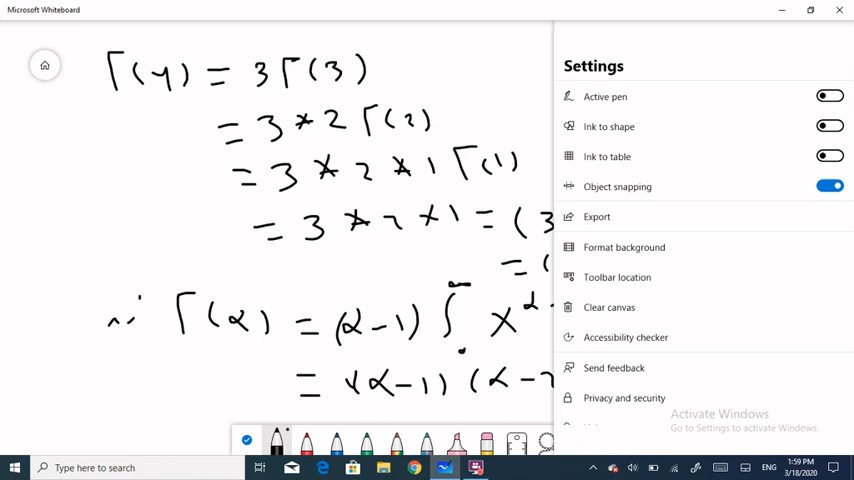 Microsoft Whiteboard
Γ(4) = 3Γ(3)
= 3 * 2 Γ(2)
= 3 * 2 * 1 Γ(1)
= 3 * 2 * 1 = (3
= (
Γ(α) = (α-1) ∫ x^α-
= (α-1) (α-2
Settings
Active pen
Ink to shape
Ink to table
Object snapping
Export
Format background
Toolbar location
Clear canvas
Accessibility checker
Send feedback
Privacy and security
Activate Windows
Go to Settings to activate Windows.
Type here to search
ENG
1:59 PM
3/18/2020